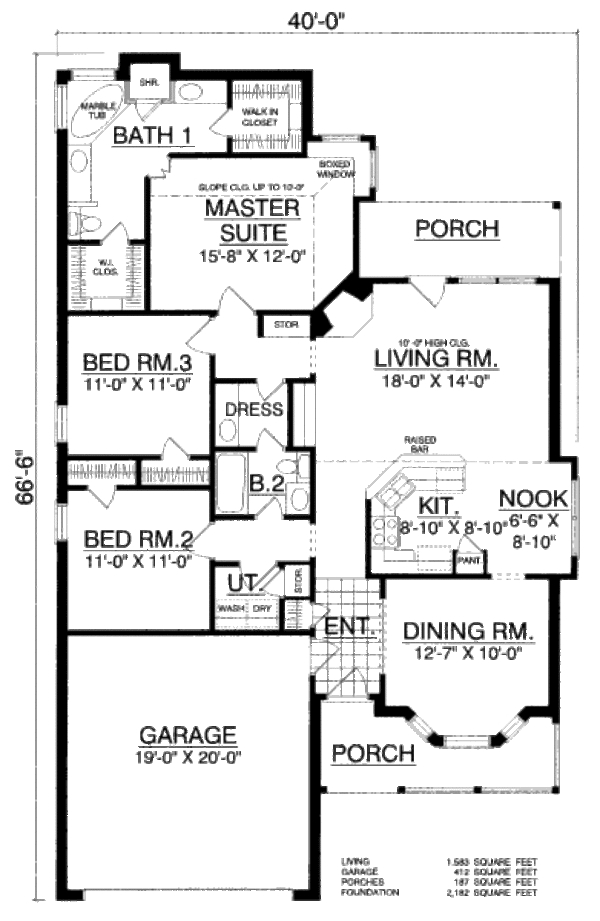 40'-0"
66'-6"
SHR.
MARBLE
TUB
BATH 1
WALK IN
CLOSET
BOXED
WINDOW
SLOPE CLG. UP TO 10'-0"
MASTER
SUITE
15'-8" X 12'-0"
PORCH
W.I.
CLOS.
STOR.
BED RM.3
11'-0" X 11'-0"
10'-0" HIGH CLG.
LIVING RM.
18'-0" X 14'-0"
DRESS
RAISED
BAR
B.2
KIT.
8'-10" X 8'-10"
NOOK
6'-6" X
8'-10"
BED RM.2
11'-0" X 11'-0"
PANT.
UT.
STOR.
WASH DRY
ENT.
DINING RM.
12'-7" X 10'-0"
GARAGE
19'-0" X 20'-0"
PORCH
LIVING 1,583 SQUARE FEET
GARAGE 412 SQUARE FEET
PORCHES 187 SQUARE FEET
FOUNDATION 2,182 SQUARE FEET